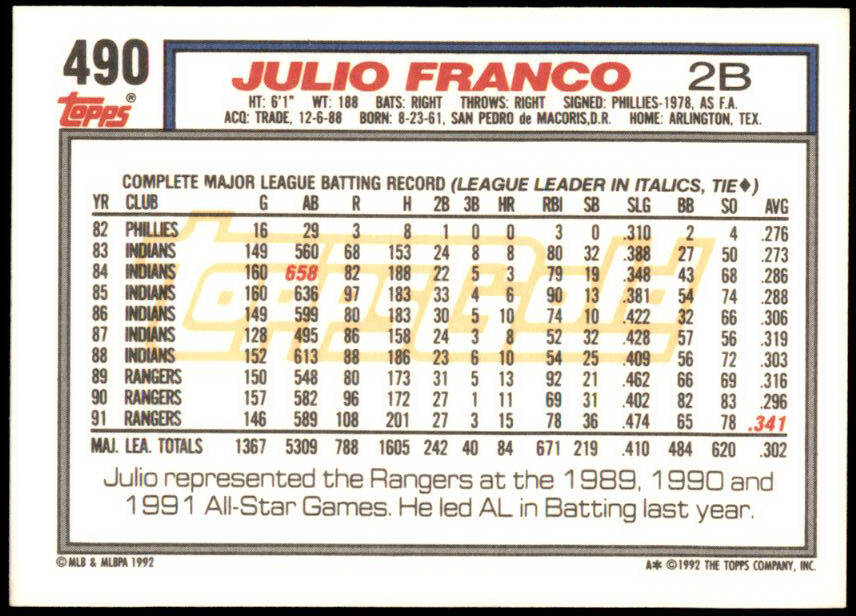 490
Topps®
JULIO FRANCO 2B
HT: 6'1" WT: 188 BATS: RIGHT THROWS: RIGHT SIGNED: PHILLIES-1978, AS F.A.
ACQ: TRADE, 12-6-88 BORN: 8-23-61, SAN PEDRO de MACORIS,D.R. HOME: ARLINGTON, TEX.
COMPLETE MAJOR LEAGUE BATTING RECORD (LEAGUE LEADER IN ITALICS, TIE♦)
YR CLUB G AB R H 2B 3B HR RBI SB SLG BB SO AVG
82 PHILLIES 16 29 3 8 1 0 0 3 0 .310 2 4 .276
83 INDIANS 149 560 68 153 24 8 8 80 32 .388 27 50 .273
84 INDIANS 160 658 82 188 22 5 3 79 19 .348 43 68 .286
85 INDIANS 160 636 97 183 33 4 6 90 13 .381 54 74 .288
86 INDIANS 149 599 80 183 30 5 10 74 10 .422 32 66 .306
87 INDIANS 128 495 86 158 24 3 8 52 32 .428 57 56 .319
88 INDIANS 152 613 88 186 23 6 10 54 25 .409 56 72 .303
89 RANGERS 150 548 80 173 31 5 13 92 21 .462 66 69 .316
90 RANGERS 157 582 96 172 27 1 11 69 31 .402 82 83 .296
91 RANGERS 146 589 108 201 27 3 15 78 36 .474 65 78 .341
MAJ. LEA. TOTALS 1367 5309 788 1605 242 40 84 671 219 .410 484 620 .302
ToppsGold
Julio represented the Rangers at the 1989, 1990 and
1991 All-Star Games. He led AL in Batting last year.
©MLB & MLBPA 1992 A* ©1992 THE TOPPS COMPANY, INC.